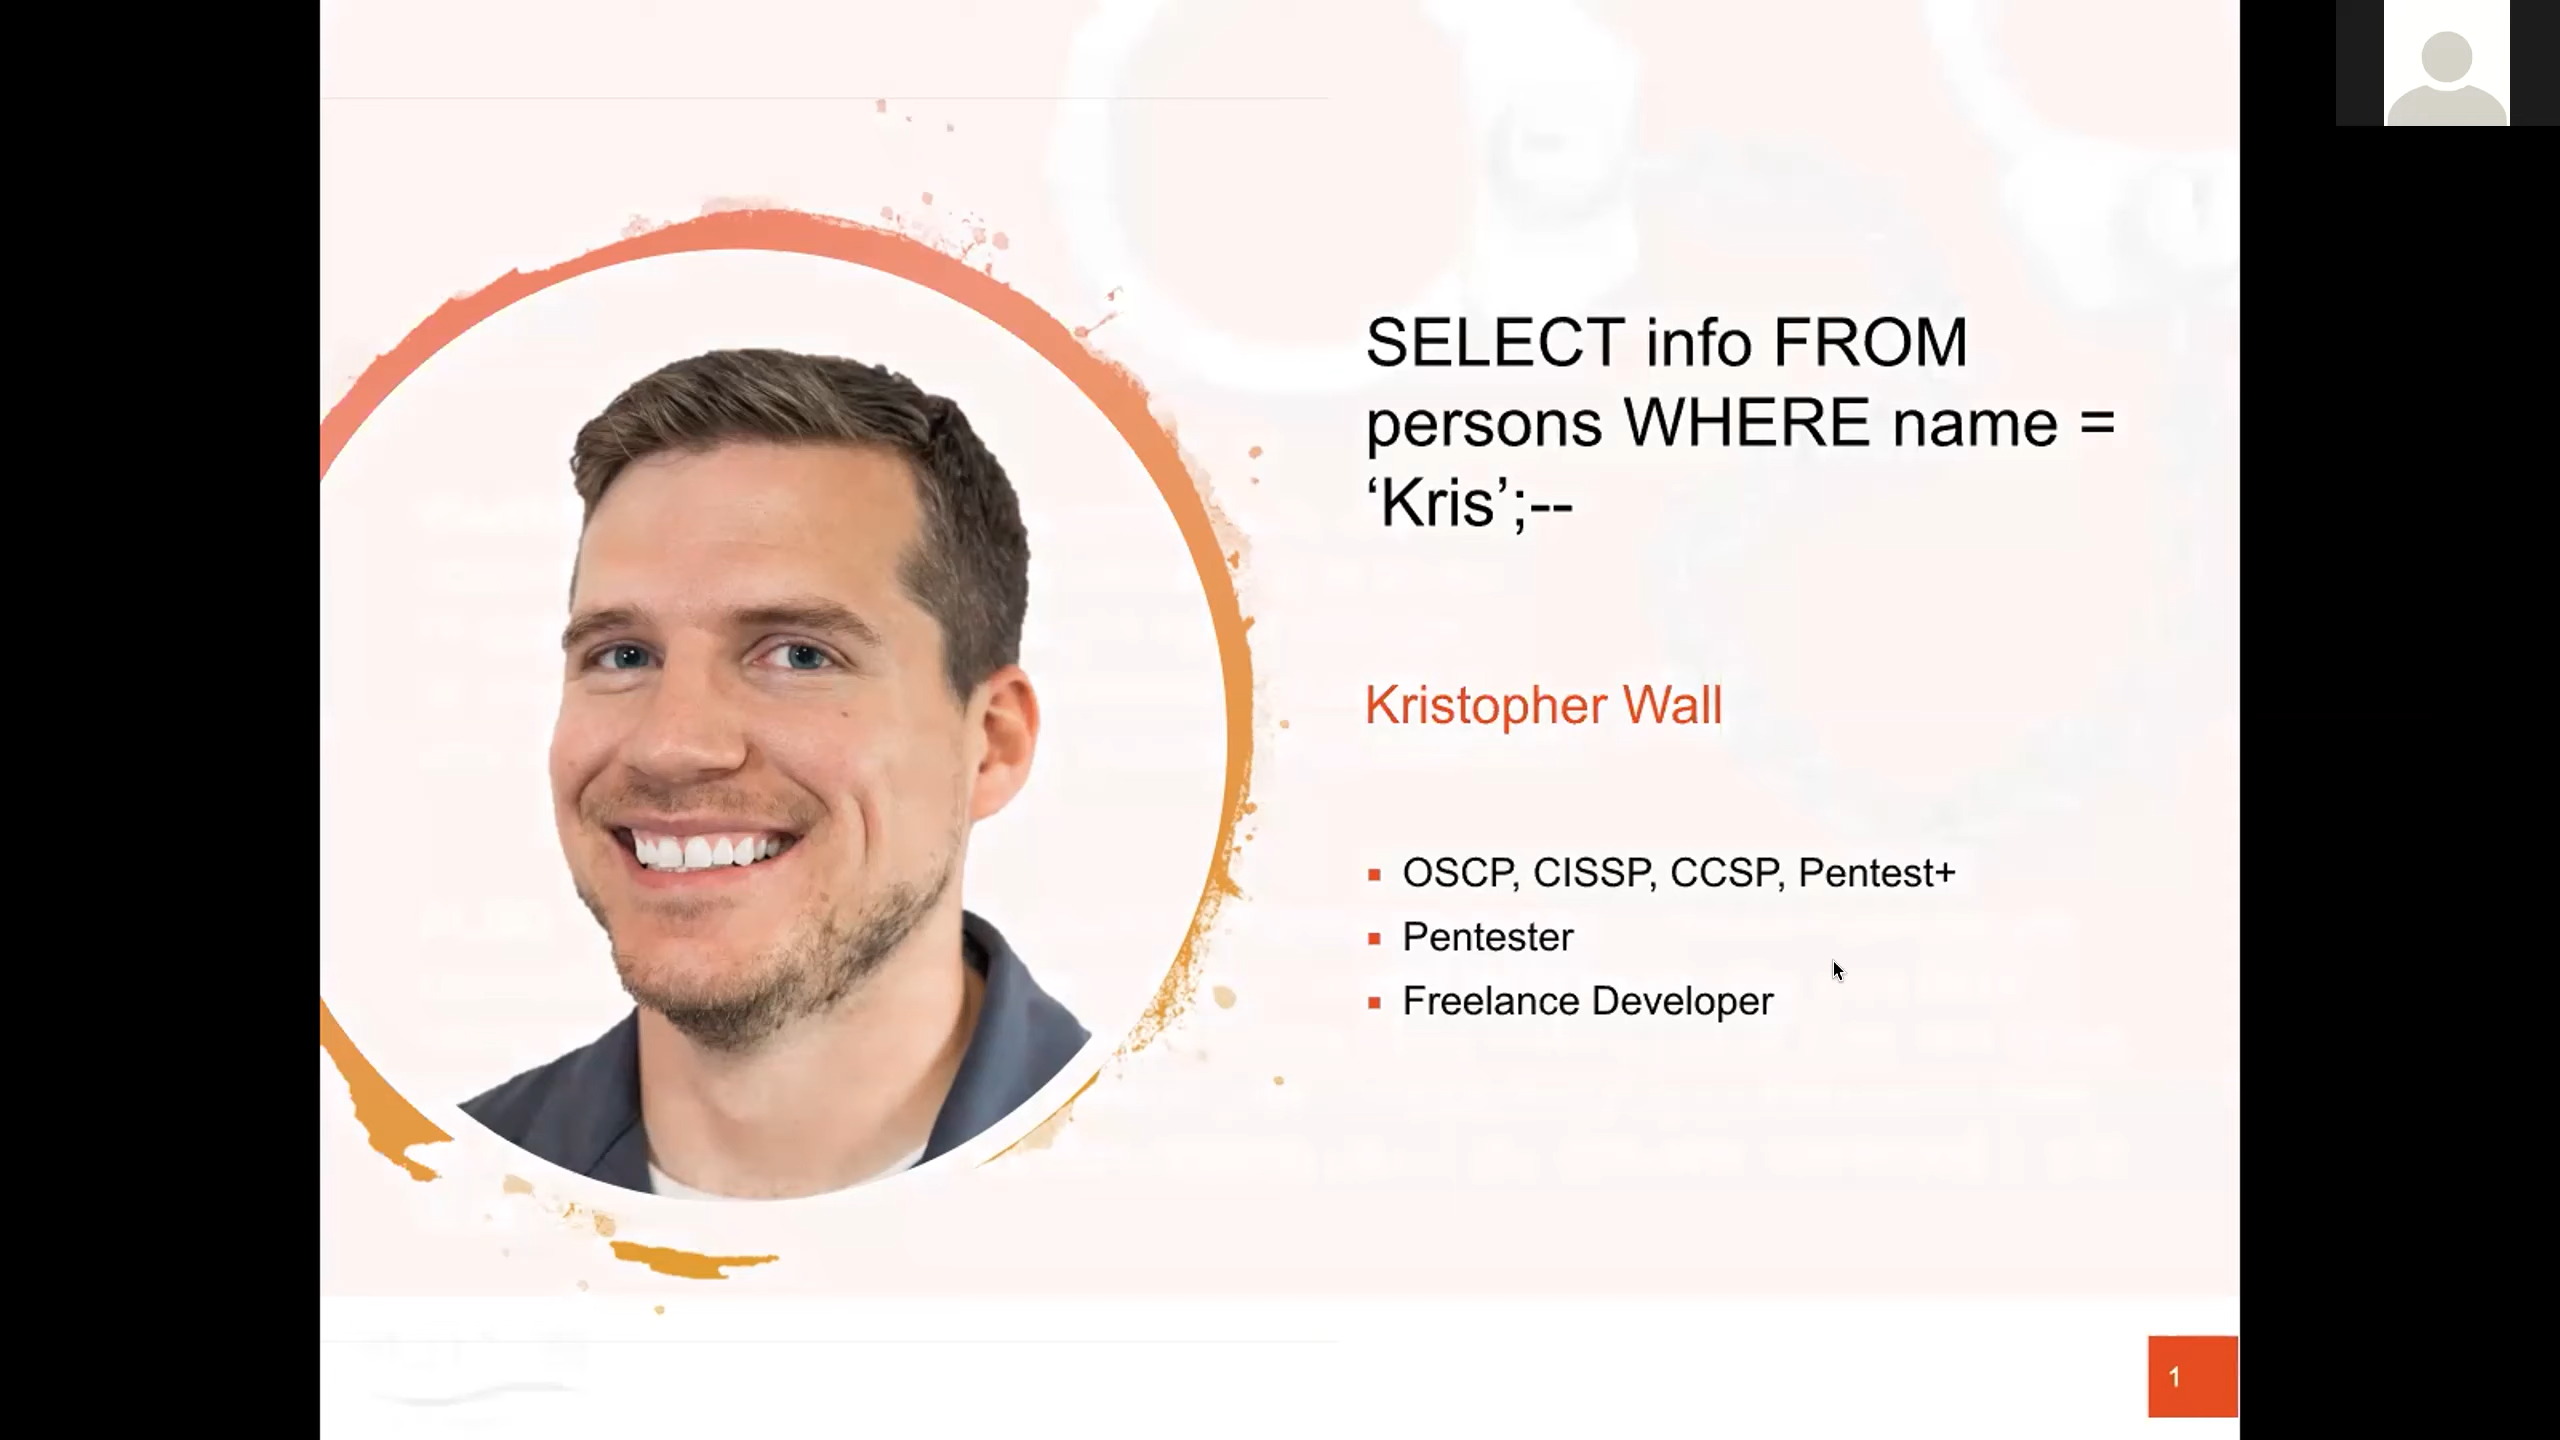 SELECT info FROM
persons WHERE name =
‘Kris’;--
Kristopher Wall
▪ OSCP, CISSP, CCSP, Pentest+
▪ Pentester
▪ Freelance Developer
1